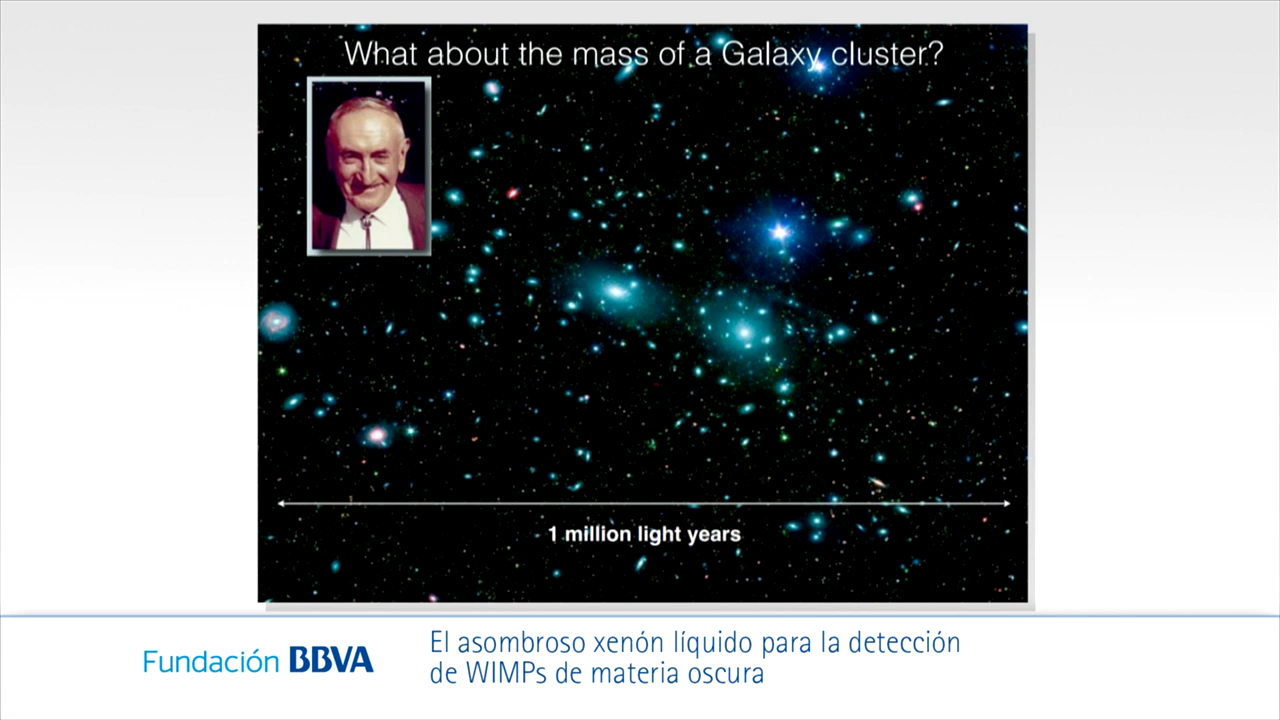 What about the mass of a Galaxy cluster?
1 million light years
Fundación BBVA
El asombroso xenón líquido para la detección
de WIMPs de materia oscura